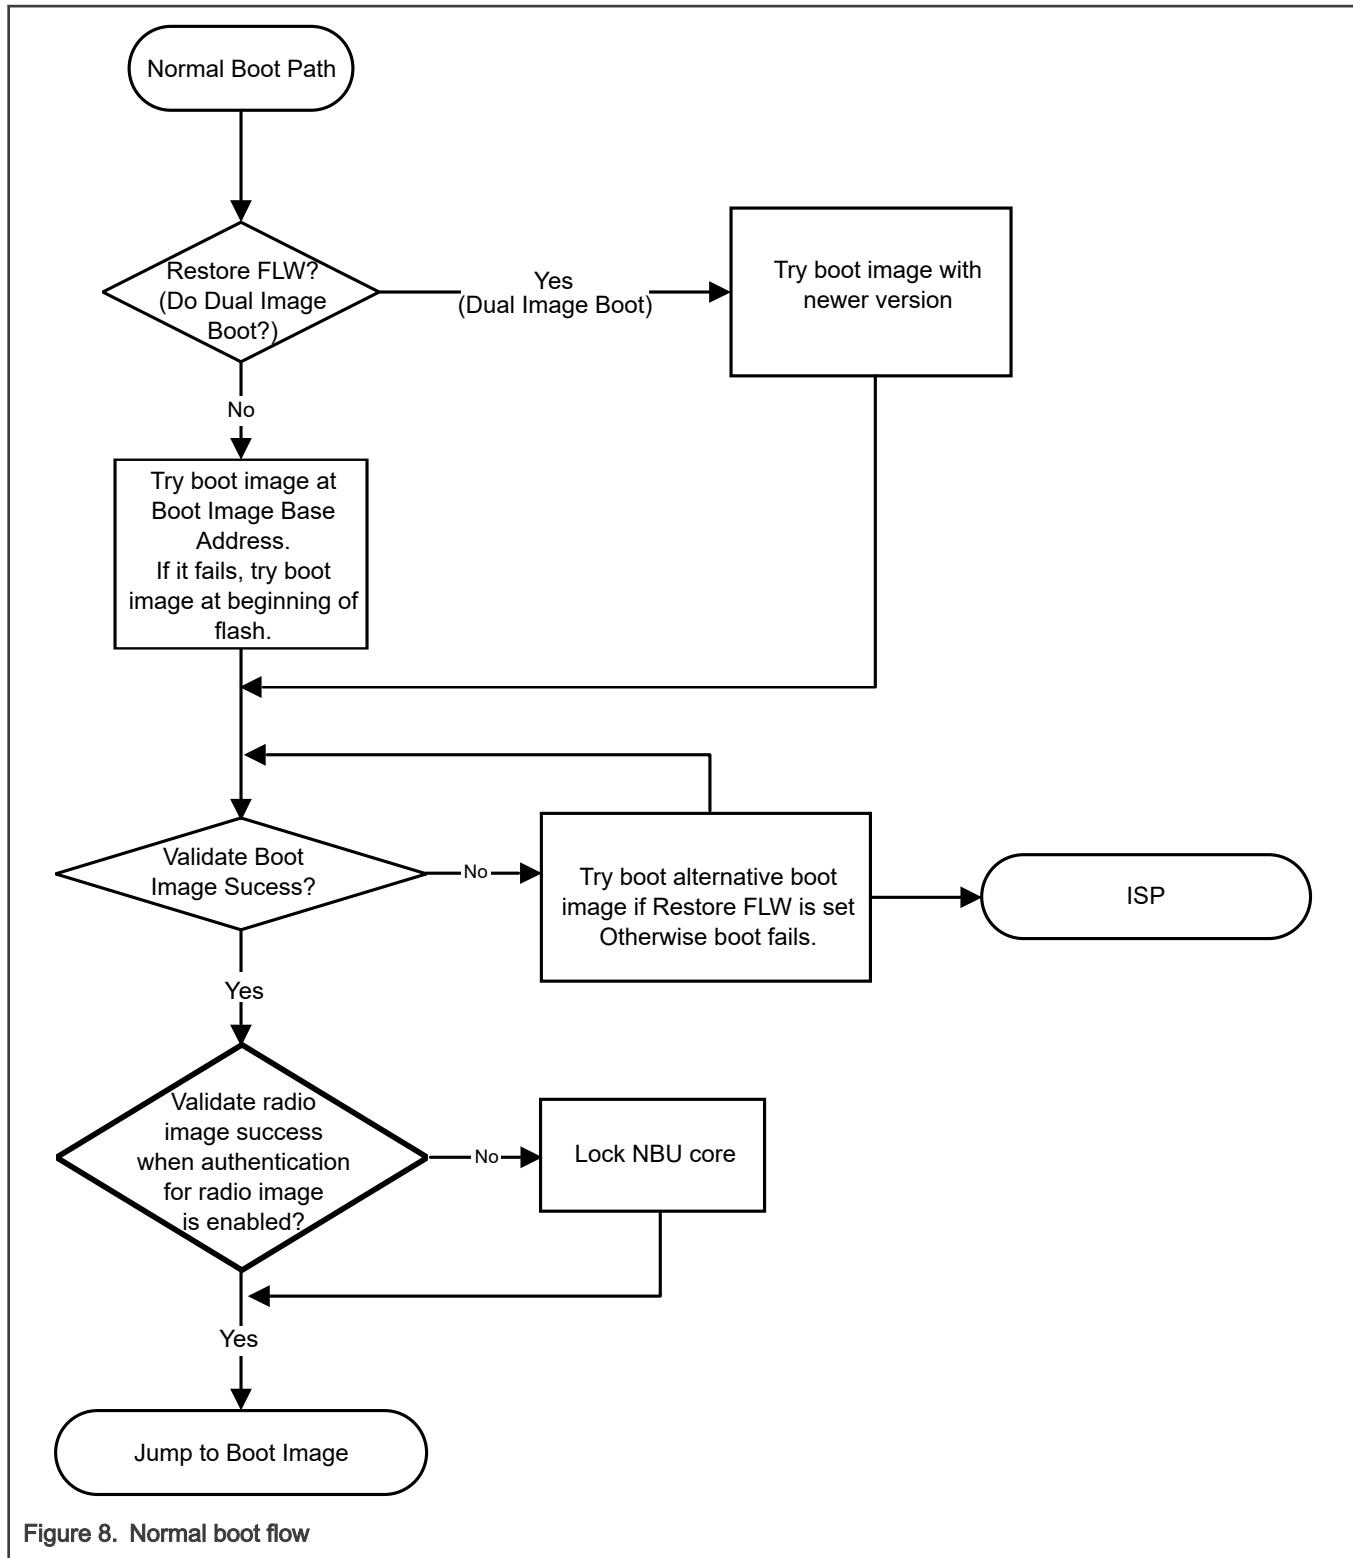 Normal Boot Path
Restore FLW?
(Do Dual Image
Boot?)
Yes
(Dual Image Boot)
Try boot image with
newer version
No
Try boot image at
Boot Image Base
Address.
If it fails, try boot
image at beginning of
flash.
Validate Boot
Image Sucess?
No
Try boot alternative boot
image if Restore FLW is set
Otherwise boot fails.
ISP
Yes
Validate radio
image success
when authentication
for radio image
is enabled?
No
Lock NBU core
Yes
Jump to Boot Image
Figure 8. Normal boot flow